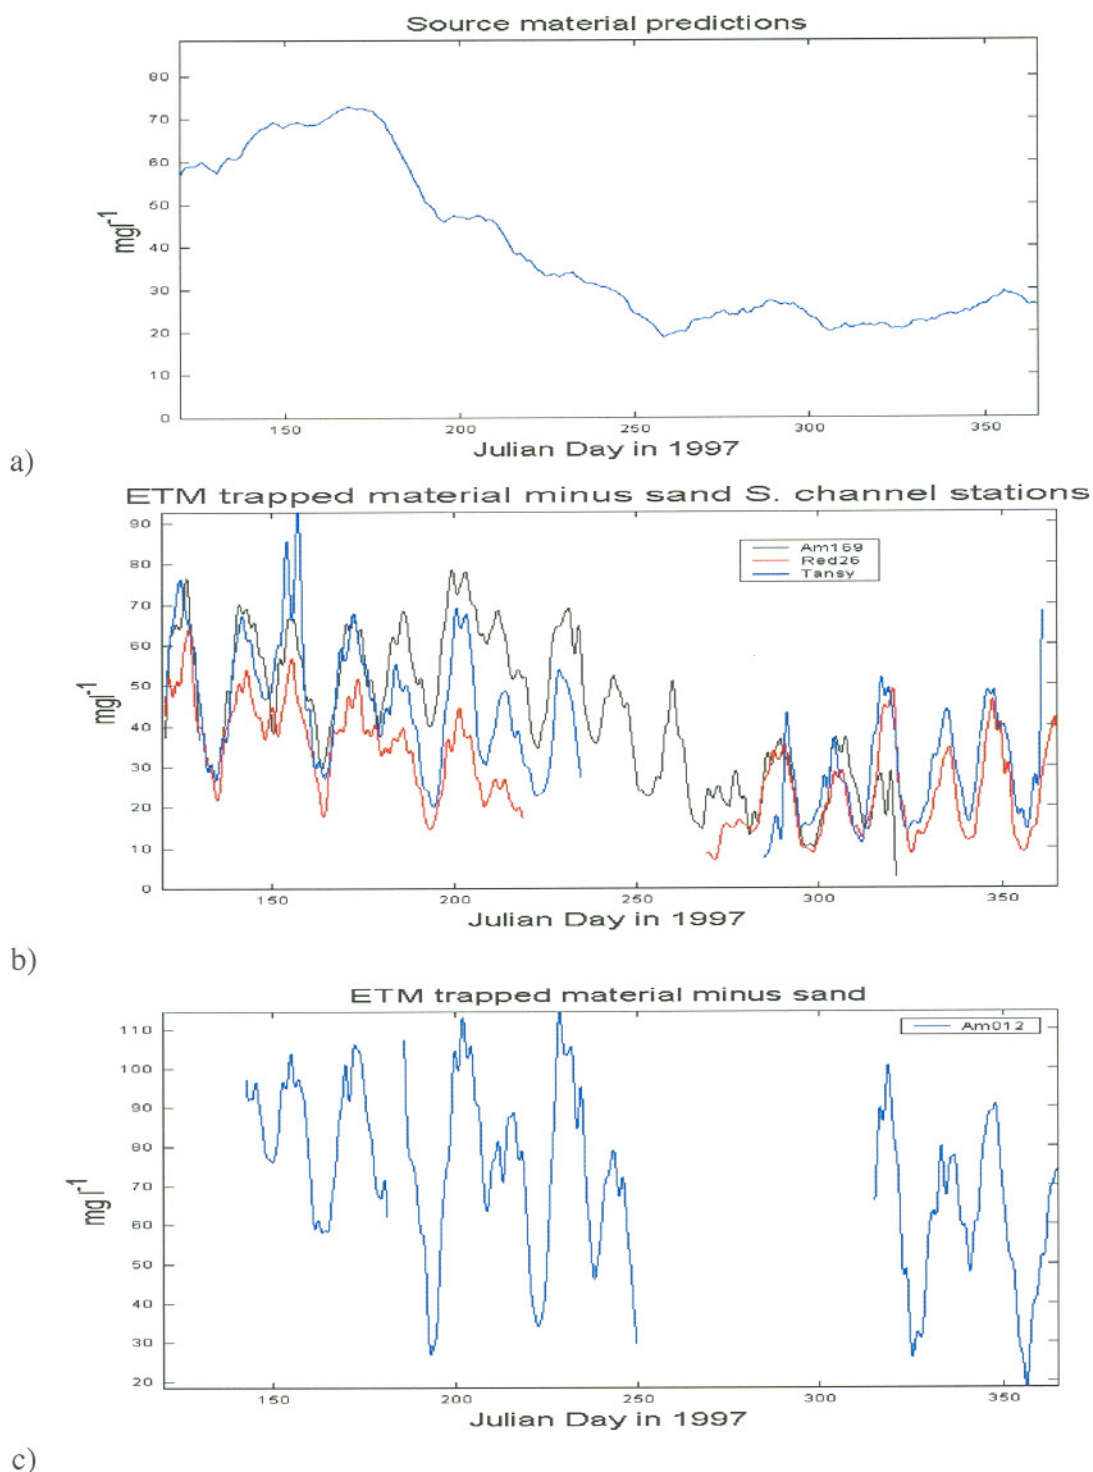 Source material predictions
80
70
60
50
40
30
20
10
0
mgl-1
150 200 250 300 350
Julian Day in 1997
a)
ETM trapped material minus sand S. channel stations
90
80
70
60
50
40
30
20
10
0
mgl-1
Am169
Red26
Tansy
150 200 250 300 350
Julian Day in 1997
b)
ETM trapped material minus sand
110
100
90
80
70
60
50
40
30
20
mgl-1
Am012
150 200 250 300 350
Julian Day in 1997
c)